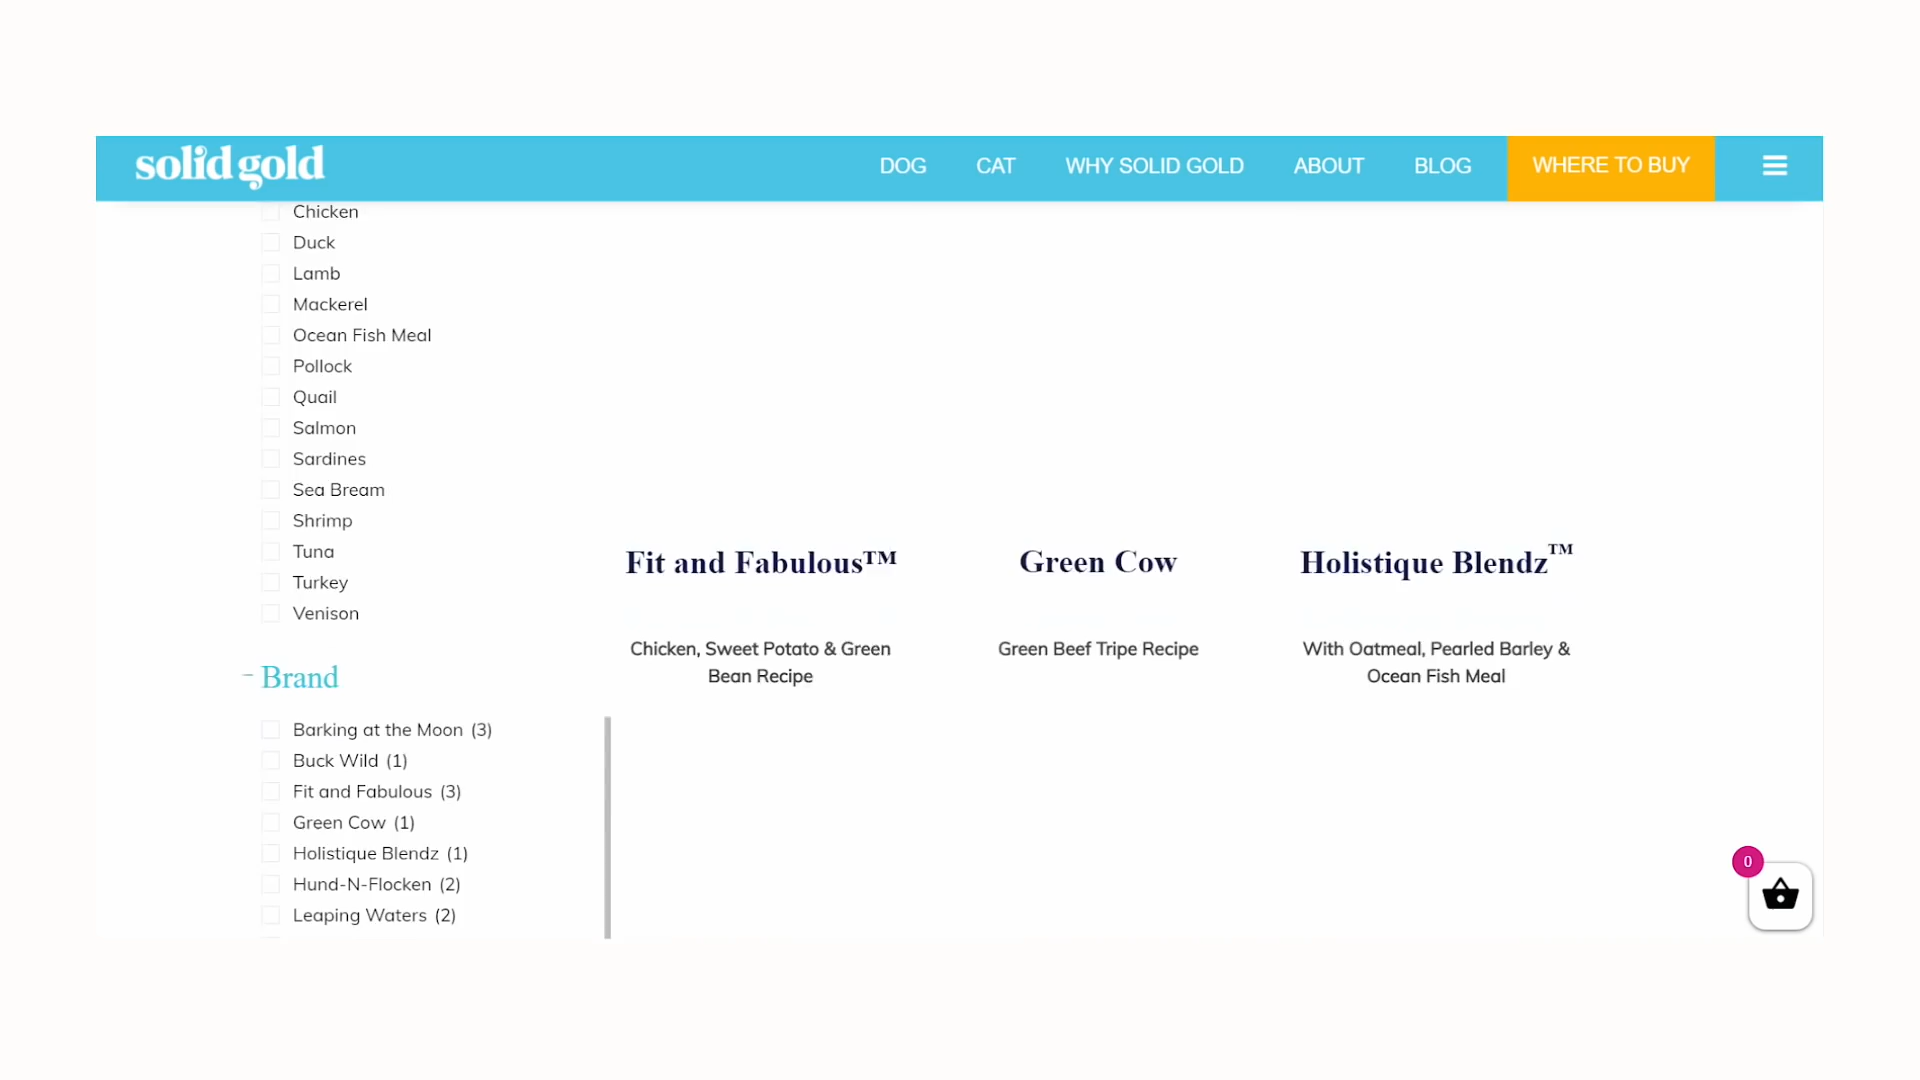 solid gold
DOG CAT WHY SOLID GOLD ABOUT BLOG WHERE TO BUY
Chicken
Duck
Lamb
Mackerel
Ocean Fish Meal
Pollock
Quail
Salmon
Sardines
Sea Bream
Shrimp
Tuna
Turkey
Venison
− Brand
Barking at the Moon (3)
Buck Wild (1)
Fit and Fabulous (3)
Green Cow (1)
Holistique Blendz (1)
Hund-N-Flocken (2)
Leaping Waters (2)
Fit and Fabulous™
Chicken, Sweet Potato & Green
Bean Recipe
Green Cow
Green Beef Tripe Recipe
Holistique Blendz™
With Oatmeal, Pearled Barley &
Ocean Fish Meal
0